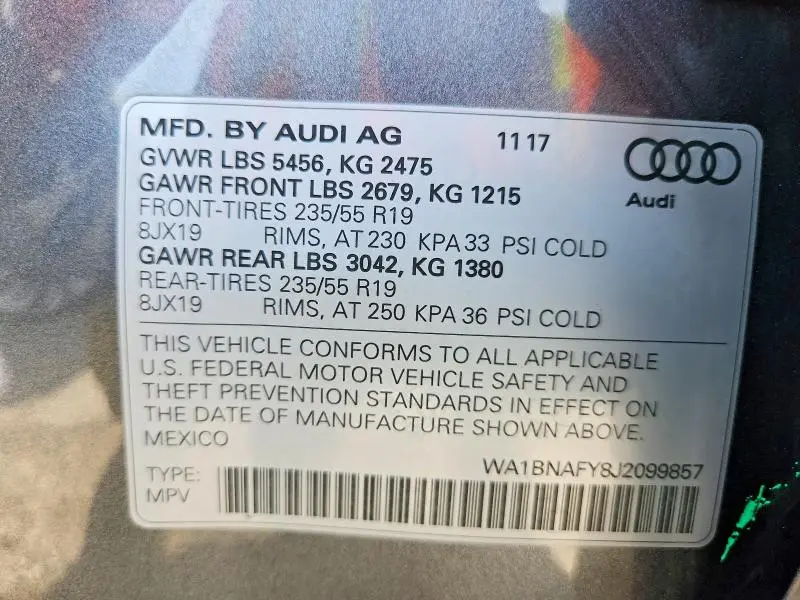 MFD. BY AUDI AG 11 17
GVWR LBS 5456, KG 2475
GAWR FRONT LBS 2679, KG 1215
FRONT-TIRES 235/55 R19
8JX19 RIMS, AT 230 KPA 33 PSI COLD
GAWR REAR LBS 3042, KG 1380
REAR-TIRES 235/55 R19
8JX19 RIMS, AT 250 KPA 36 PSI COLD
Audi
THIS VEHICLE CONFORMS TO ALL APPLICABLE
U.S. FEDERAL MOTOR VEHICLE SAFETY AND
THEFT PREVENTION STANDARDS IN EFFECT ON
THE DATE OF MANUFACTURE SHOWN ABOVE.
MEXICO
WA1BNAFY8J2099857
TYPE:
MPV